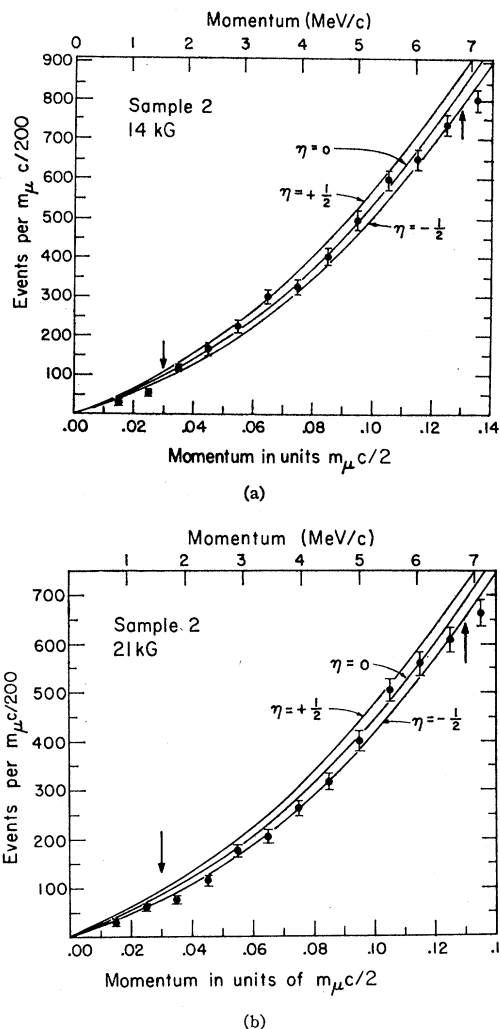 Momentum (MeV/c)
0 1 2 3 4 5 6 7
900
800
700
600
500
400
300
200
100
Events per mμ c/200
Sample 2
14 kG
η=0
η=+ 1/2
η=− 1/2
.00 .02 .04 .06 .08 .10 .12 .14
Momentum in units mμc/2
(a)
Momentum (MeV/c)
1 2 3 4 5 6 7
700
600
500
400
300
200
100
Events per mμc/200
Sample 2
21kG
η=0
η=+ 1/2
η=− 1/2
.00 .02 .04 .06 .08 .10 .12 .1
Momentum in units of mμc/2
(b)